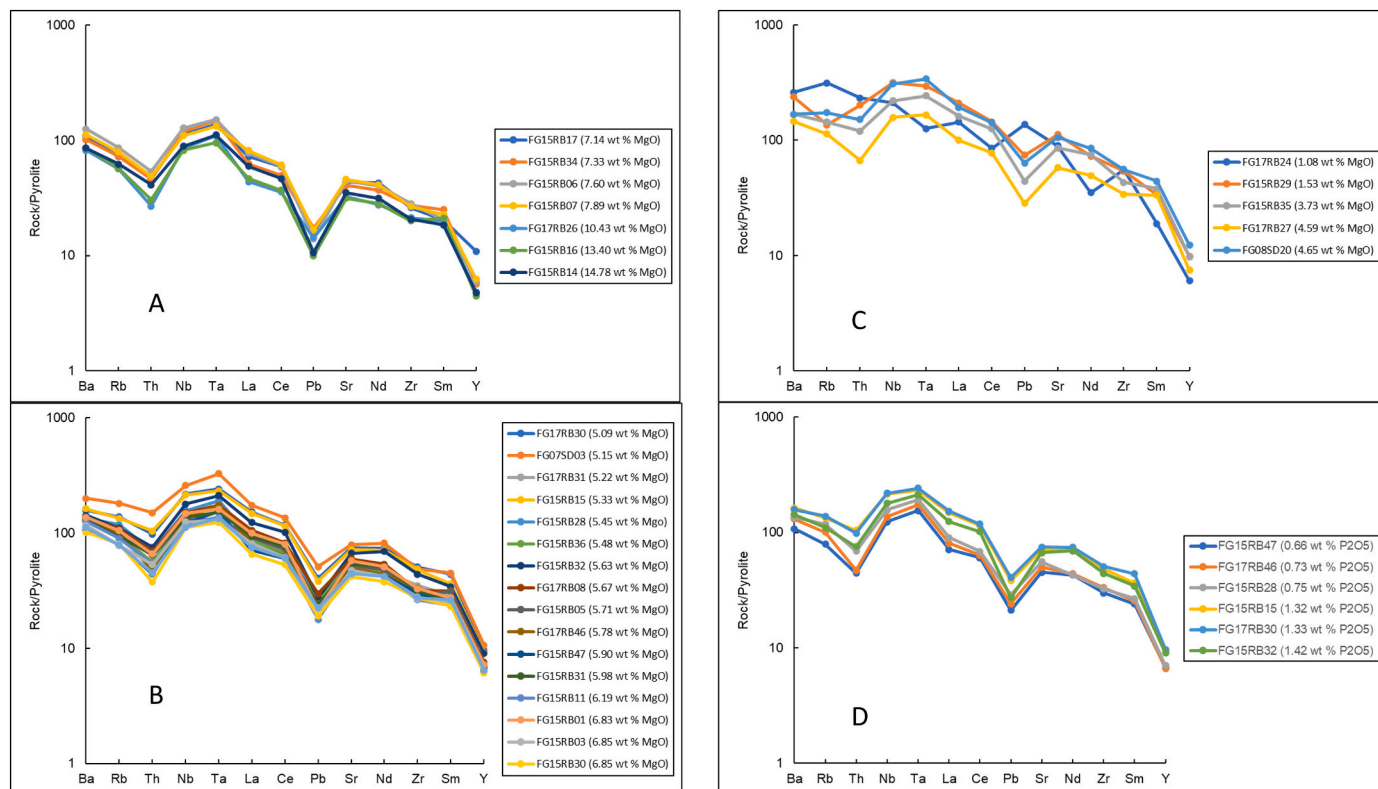 1000
100
10
1
Rock/Pyrolite
Ba Rb Th Nb Ta La Ce Pb Sr Nd Zr Sm Y
A
FG15RB17 (7.14 wt % MgO)
FG15RB34 (7.33 wt % MgO)
FG15RB06 (7.60 wt % MgO)
FG15RB07 (7.89 wt % MgO)
FG17RB26 (10.43 wt % MgO)
FG15RB16 (13.40 wt % MgO)
FG15RB14 (14.78 wt % MgO)
1000
100
10
1
Rock/Pyrolite
Ba Rb Th Nb Ta La Ce Pb Sr Nd Zr Sm Y
C
FG17RB24 (1.08 wt % MgO)
FG15RB29 (1.53 wt % MgO)
FG15RB35 (3.73 wt % MgO)
FG17RB27 (4.59 wt % MgO)
FG08SD20 (4.65 wt % MgO)
1000
100
10
1
Rock/Pyrolite
Ba Rb Th Nb Ta La Ce Pb Sr Nd Zr Sm Y
B
FG17RB30 (5.09 wt % MgO)
FG07SD03 (5.15 wt % MgO)
FG17RB31 (5.22 wt % MgO)
FG15RB15 (5.33 wt % MgO)
FG15RB28 (5.45 wt % MgO)
FG15RB36 (5.48 wt % MgO)
FG15RB32 (5.63 wt % MgO)
FG17RB08 (5.67 wt % MgO)
FG15RB05 (5.71 wt % MgO)
FG17RB46 (5.78 wt % MgO)
FG15RB47 (5.90 wt % MgO)
FG15RB31 (5.98 wt % MgO)
FG15RB11 (6.19 wt % MgO)
FG15RB01 (6.83 wt % MgO)
FG15RB03 (6.85 wt % MgO)
FG15RB30 (6.85 wt % MgO)
1000
100
10
1
Rock/Pyrolite
Ba Rb Th Nb Ta La Ce Pb Sr Nd Zr Sm Y
D
FG15RB47 (0.66 wt % P2O5)
FG17RB46 (0.73 wt % P2O5)
FG15RB28 (0.75 wt % P2O5)
FG15RB15 (1.32 wt % P2O5)
FG17RB30 (1.33 wt % P2O5)
FG15RB32 (1.42 wt % P2O5)